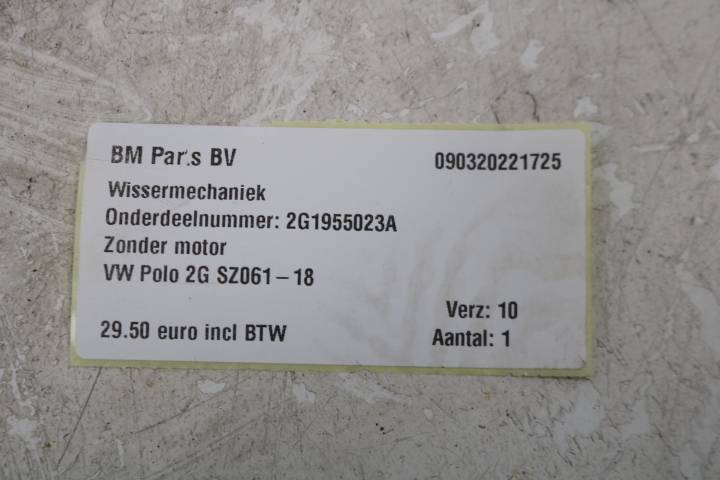 BM Parts BV 090320221725
Wissermechaniek
Onderdeelnummer: 2G1955023A
Zonder motor
VW Polo 2G SZ061-18
Verz: 10
29.50 euro incl BTW Aantal: 1